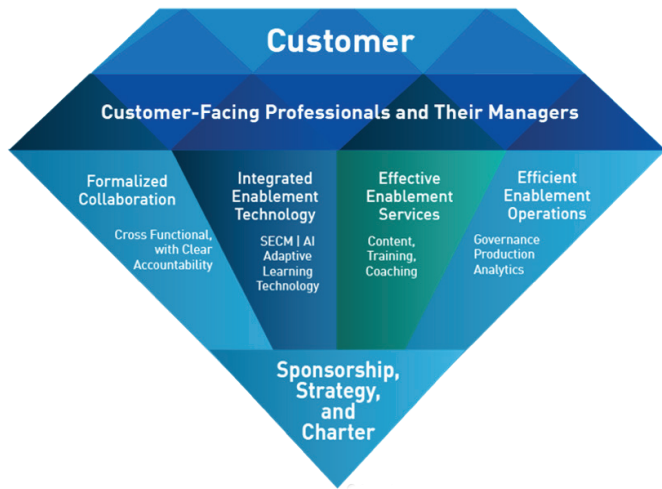 Customer
Customer-Facing Professionals and Their Managers
Formalized
Collaboration
Cross Functional,
with Clear
Accountability
Integrated
Enablement
Technology
SECM | AI
Adaptive
Learning
Technology
Effective
Enablement
Services
Content,
Training,
Coaching
Efficient
Enablement
Operations
Governance
Production
Analytics
Sponsorship,
Strategy,
and
Charter